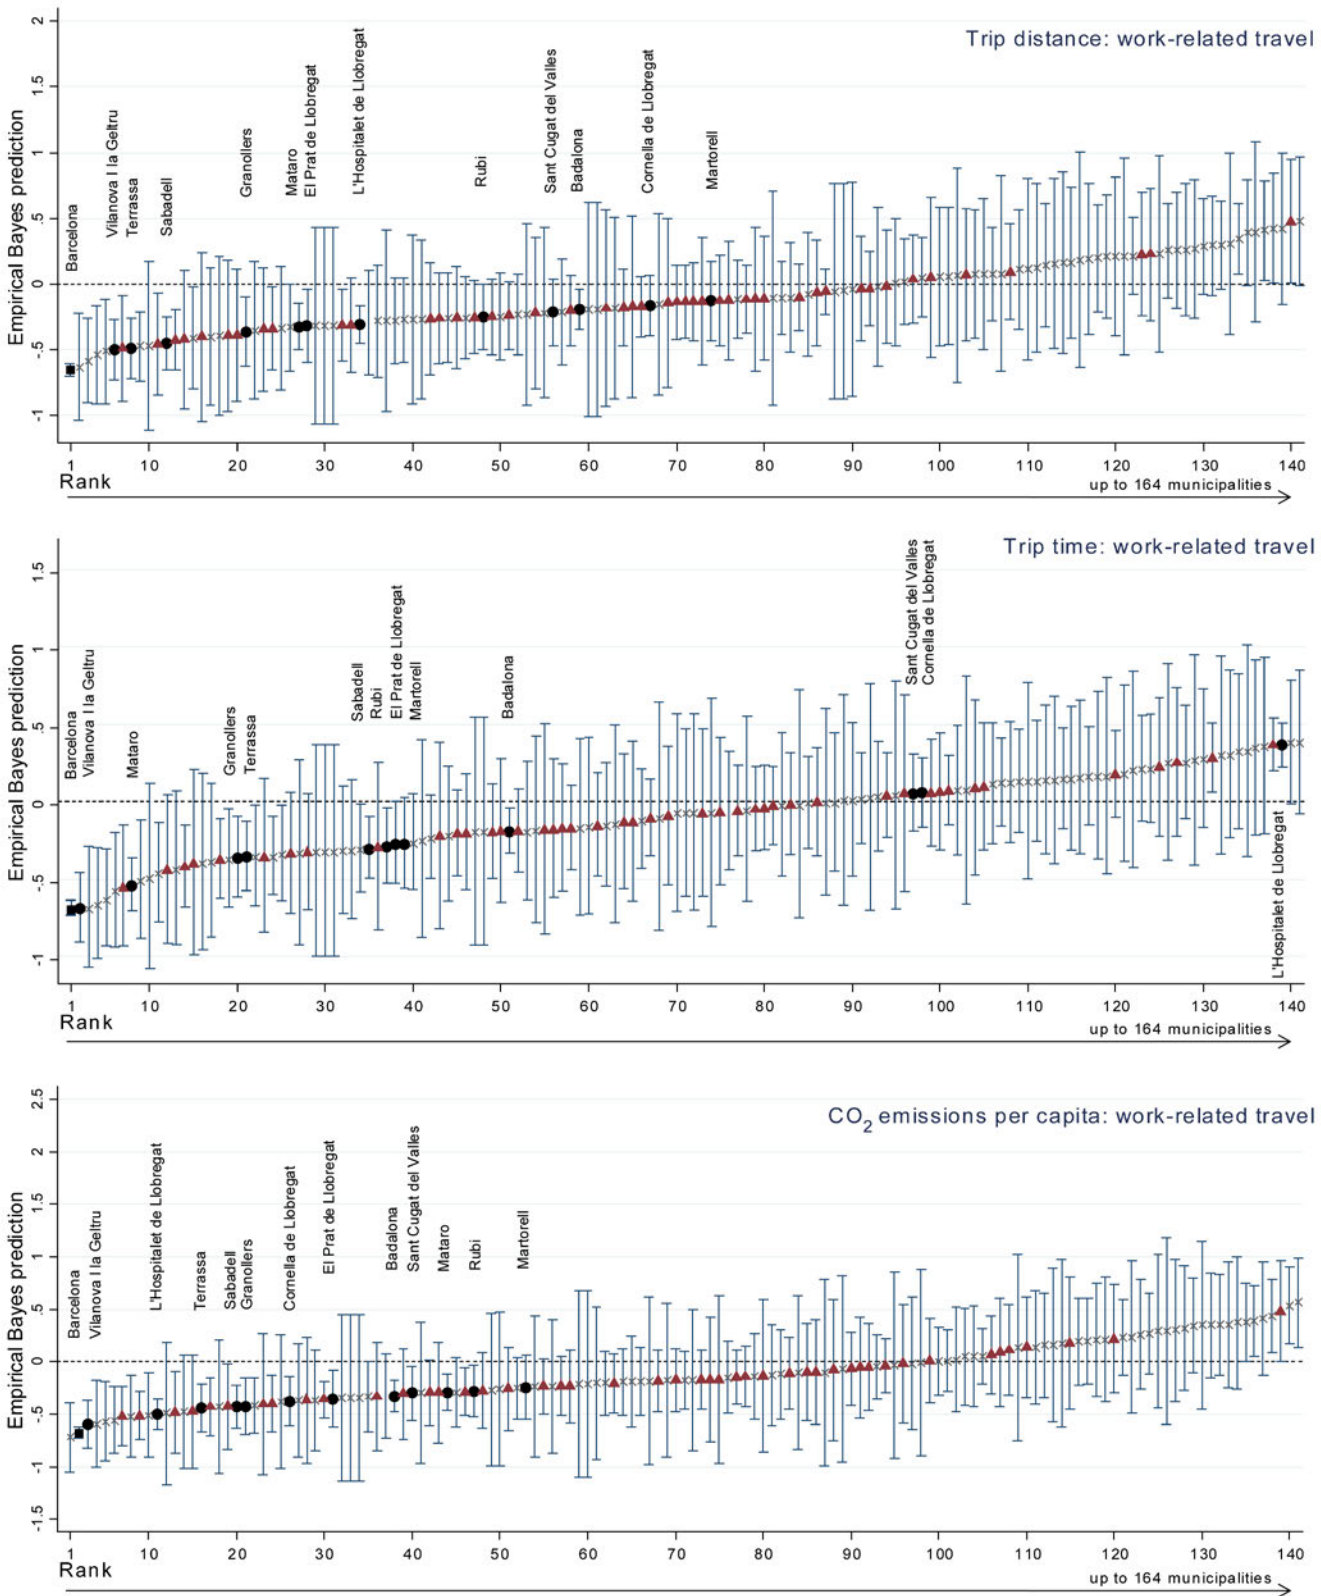 Trip distance: work-related travel
Empirical Bayes prediction
2
1.5
1
.5
0
-.5
-1
Barcelona
Vilanova I la Geltru
Terrassa
Sabadell
Granollers
Mataro
El Prat de Llobregat
L'Hospitalet de Llobregat
Rubi
Sant Cugat del Valles
Badalona
Cornella de Llobregat
Martorell
1 10 20 30 40 50 60 70 80 90 100 110 120 130 140
Rank
up to 164 municipalities
Trip time: work-related travel
Empirical Bayes prediction
1.5
1
.5
0
-.5
-1
Barcelona
Vilanova I la Geltru
Mataro
Granollers
Terrassa
Sabadell
Rubi
El Prat de Llobregat
Martorell
Badalona
Sant Cugat del Valles
Cornella de Llobregat
L'Hospitalet de Llobregat
1 10 20 30 40 50 60 70 80 90 100 110 120 130 140
Rank
up to 164 municipalities
CO2 emissions per capita: work-related travel
Empirical Bayes prediction
2.5
2
1.5
1
.5
0
-.5
-1
-1.5
Barcelona
Vilanova I la Geltru
L'Hospitalet de Llobregat
Terrassa
Sabadell
Granollers
Cornella de Llobregat
El Prat de Llobregat
Badalona
Sant Cugat del Valles
Mataro
Rubi
Martorell
1 10 20 30 40 50 60 70 80 90 100 110 120 130 140
Rank
up to 164 municipalities